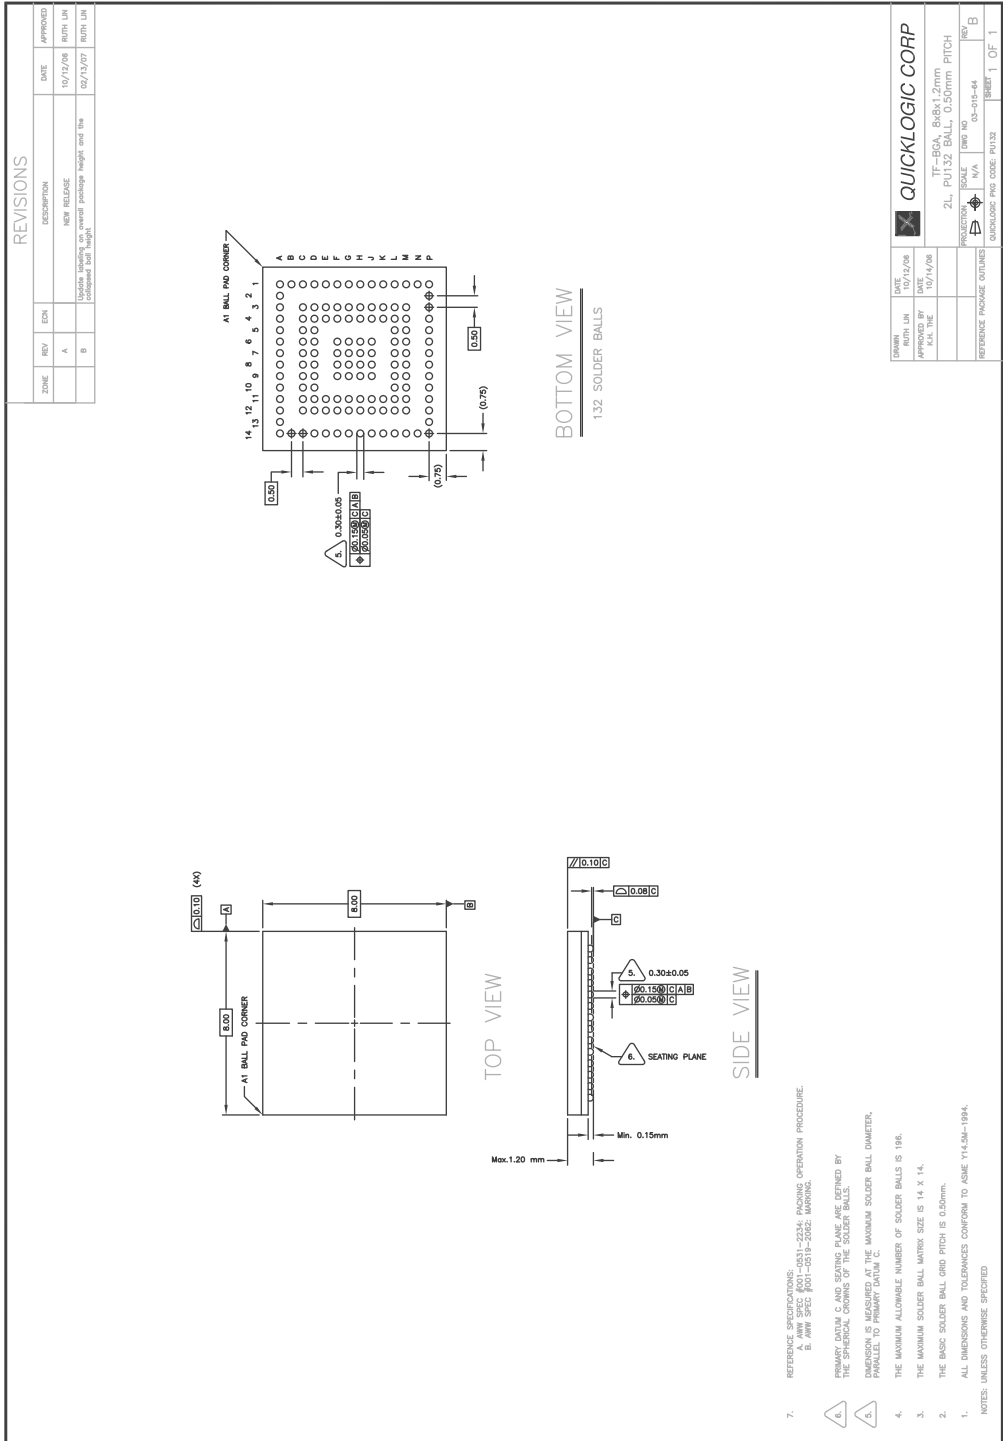 REVISIONS
ZONE REV ECN DESCRIPTION DATE APPROVED
A NEW RELEASE 10/12/06 RUTH LIN
B Update labeling on overall package height and the
collapsed ball height 02/13/07 RUTH LIN
A1 BALL PAD CORNER
8.00
0.10 (4X)
A
8.00
B
TOP VIEW
A1 BALL PAD CORNER
14 13 12 11 10 9 8 7 6 5 4 3 2 1
A
B
C
D
E
F
G
H
J
K
L
M
N
P
0.50
0.50
5. 0.30±0.05
Ø0.15Ⓜ C A B
Ø0.05Ⓜ C
(0.75)
(0.75)
BOTTOM VIEW
132 SOLDER BALLS
// 0.10 C
0.08 C
C
5. 0.30±0.05
Ø0.15Ⓜ C A B
Ø0.05Ⓜ C
6. SEATING PLANE
Min. 0.15mm
Max.1.20 mm
SIDE VIEW
7. REFERENCE SPECIFICATIONS:
A. AWW SPEC #001-0531-2234: PACKING OPERATION PROCEDURE.
B. AWW SPEC #001-0519-2062: MARKING.
6. PRIMARY DATUM C AND SEATING PLANE ARE DEFINED BY
THE SPHERICAL CROWNS OF THE SOLDER BALLS.
5. DIMENSION IS MEASURED AT THE MAXIMUM SOLDER BALL DIAMETER,
PARALLEL TO PRIMARY DATUM C.
4. THE MAXIMUM ALLOWABLE NUMBER OF SOLDER BALLS IS 196.
3. THE MAXIMUM SOLDER BALL MATRIX SIZE IS 14 X 14.
2. THE BASIC SOLDER BALL GRID PITCH IS 0.50mm.
1. ALL DIMENSIONS AND TOLERANCES CONFORM TO ASME Y14.5M-1994.
NOTES: UNLESS OTHERWISE SPECIFIED
DRAWN
RUTH LIN
DATE
10/12/06
APPROVED BY
K.H. THE
DATE
10/14/06
REFERENCE PACKAGE OUTLINES
QUICKLOGIC CORP
TF-BGA, 8x8x1.2mm
2L, PU132 BALL, 0.50mm PITCH
PROJECTION
SCALE
N/A
DWG NO
03-015-64
REV
B
QUICKLOGIC PKG CODE: PU132
SHEET 1 OF 1